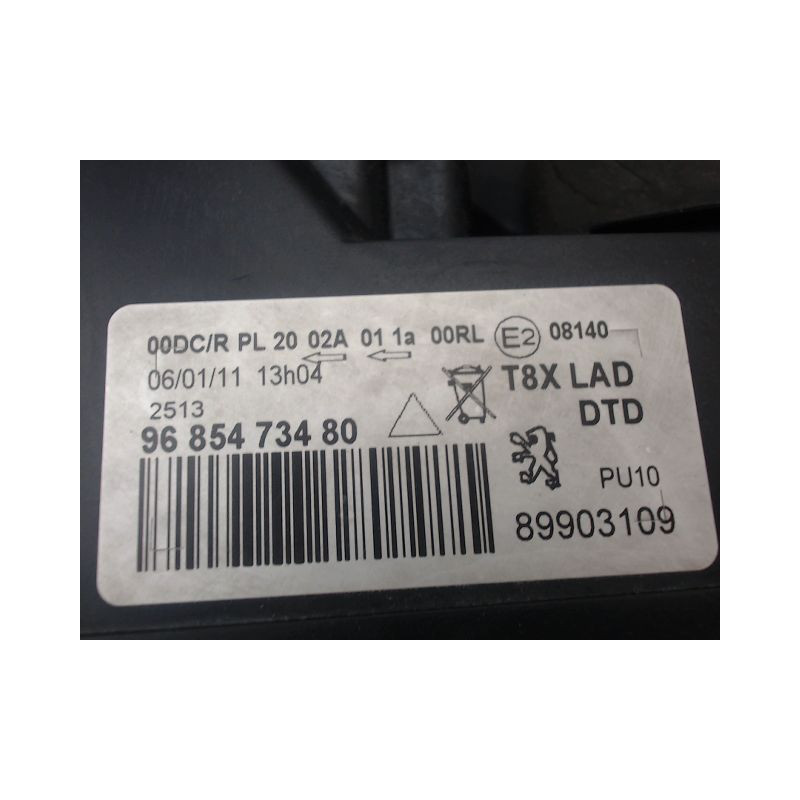 00DC/R PL 20 02A 01 1a 00RL E2 08140
06/01/11 13h04
2513
96 854 734 80
T8X LAD
DTD
PU10
89903109